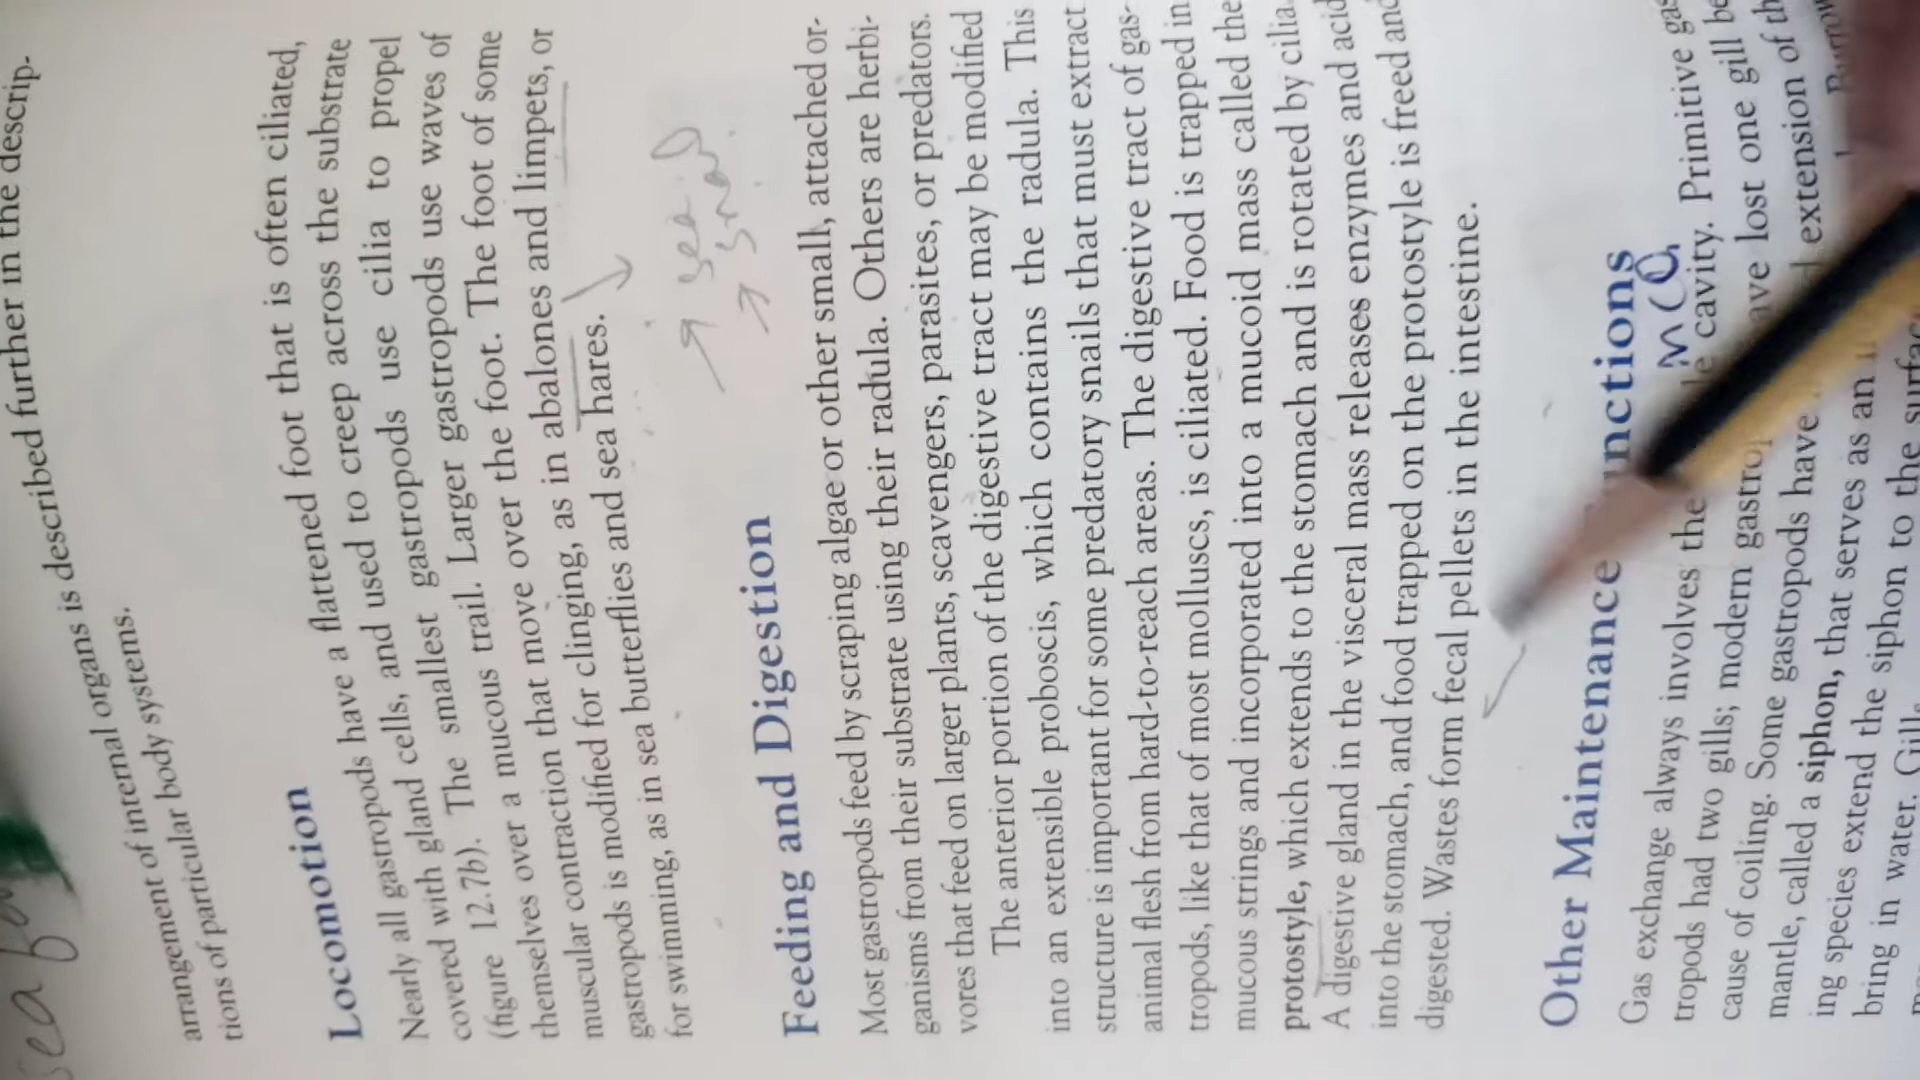 arrangement of internal organs is described further in the descrip-
tions of particular body systems.
Locomotion
Nearly all gastropods have a flattened foot that is often ciliated,
covered with gland cells, and used to creep across the substrate
(figure 12.7b). The smallest gastropods use cilia to propel
themselves over a mucous trail. Larger gastropods use waves of
muscular contraction that move over the foot. The foot of some
gastropods is modified for clinging, as in abalones and limpets, or
for swimming, as in sea butterflies and sea hares.
sea
Feeding and Digestion
Most gastropods feed by scraping algae or other small, attached or-
ganisms from their substrate using their radula. Others are herbi-
vores that feed on larger plants, scavengers, parasites, or predators.
The anterior portion of the digestive tract may be modified
into an extensible proboscis, which contains the radula. This
structure is important for some predatory snails that must extract
animal flesh from hard-to-reach areas. The digestive tract of gas-
tropods, like that of most molluscs, is ciliated. Food is trapped in
mucous strings and incorporated into a mucoid mass called the
protostyle, which extends to the stomach and is rotated by cilia.
A digestive gland in the visceral mass releases enzymes and acid
into the stomach, and food trapped on the protostyle is freed and
digested. Wastes form fecal pellets in the intestine.
Other Maintenance
Gas exchange always involves the cavity. Primitive gas
tropods had two gills; modern lost one gill be
cause of coiling. Some gastropods have extension of th
mantle, called a siphon, that serves as an
ing species extend the siphon to the
bring in water.